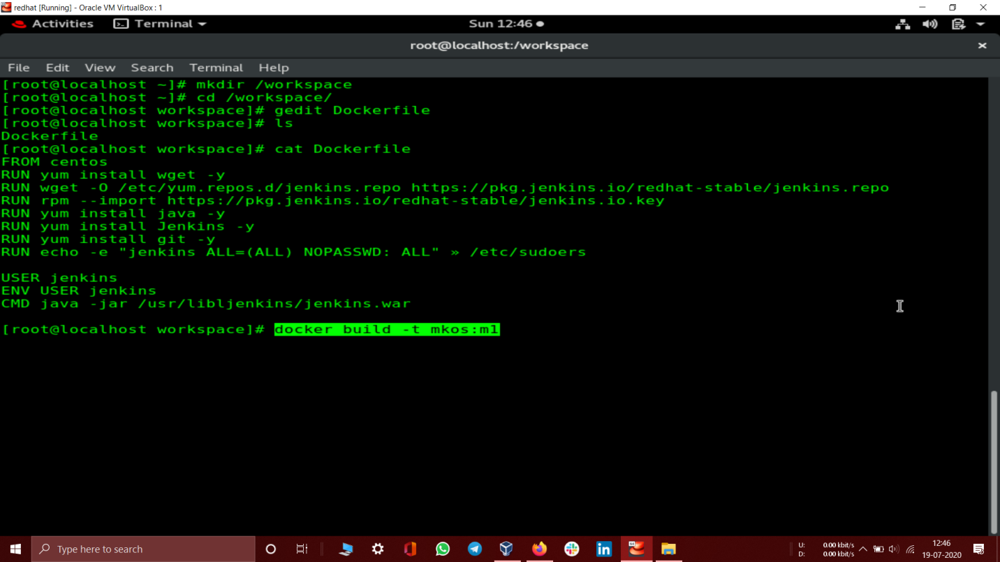 redhat [Running] - Oracle VM VirtualBox : 1
Activities Terminal Sun 12:46
root@localhost:/workspace
File Edit View Search Terminal Help
[root@localhost ~]# mkdir /workspace
[root@localhost ~]# cd /workspace/
[root@localhost workspace]# gedit Dockerfile
[root@localhost workspace]# ls
Dockerfile
[root@localhost workspace]# cat Dockerfile
FROM centos
RUN yum install wget -y
RUN wget -O /etc/yum.repos.d/jenkins.repo https://pkg.jenkins.io/redhat-stable/jenkins.repo
RUN rpm --import https://pkg.jenkins.io/redhat-stable/jenkins.io.key
RUN yum install java -y
RUN yum install Jenkins -y
RUN yum install git -y
RUN echo -e "jenkins ALL=(ALL) NOPASSWD: ALL" » /etc/sudoers
USER jenkins
ENV USER jenkins
CMD java -jar /usr/libljenkins/jenkins.war
[root@localhost workspace]# docker build -t mkos:m1
Type here to search
U: 0.00 kbit/s
D: 0.00 kbit/s
12:46
19-07-2020